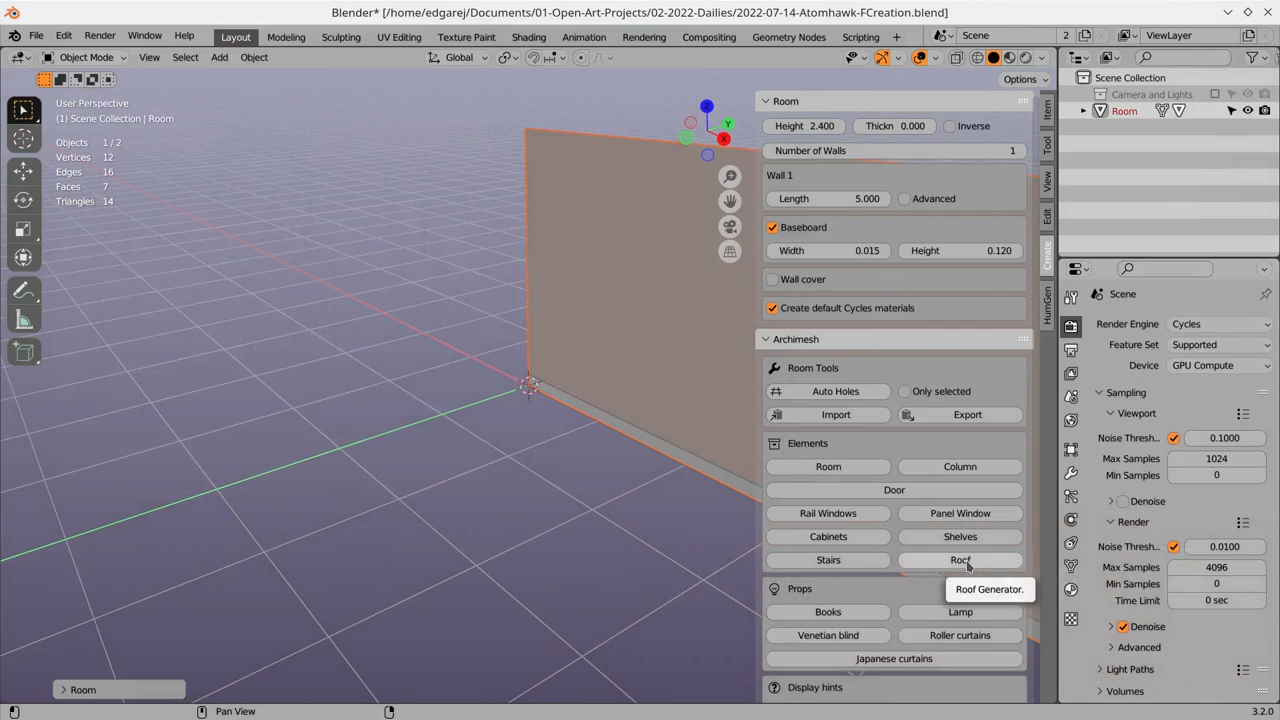 Blender* [/home/edgarej/Documents/01-Open-Art-Projects/02-2022-Dailies/2022-07-14-Atomhawk-FCreation.blend]
File Edit Render Window Help Layout Modeling Sculpting UV Editing Texture Paint Shading Animation Rendering Compositing Geometry Nodes Scripting + Scene 2 ViewLayer
Object Mode View Select Add Object Global
Options
User Perspective
(1) Scene Collection | Room
Objects 1 / 2
Vertices 12
Edges 16
Faces 7
Triangles 14
Z
Y
X
Room
Height 2.400 Thickn 0.000 Inverse
Number of Walls 1
Wall 1
Length 5.000 Advanced
Baseboard
Width 0.015 Height 0.120
Wall cover
Create default Cycles materials
Archimesh
Room Tools
Auto Holes Only selected
Import Export
Elements
Room Column
Door
Rail Windows Panel Window
Cabinets Shelves
Stairs Roof
Roof Generator.
Props
Books Lamp
Venetian blind Roller curtains
Japanese curtains
Display hints
Item
Tool
View
Edit
Create
HumGen
Scene Collection
Camera and Lights
Room
Scene
Render Engine Cycles
Feature Set Supported
Device GPU Compute
Sampling
Viewport
Noise Thresh... 0.1000
Max Samples 1024
Min Samples 0
Denoise
Render
Noise Thresh... 0.0100
Max Samples 4096
Min Samples 0
Time Limit 0 sec
Denoise
Advanced
Light Paths
Volumes
Room
Pan View
3.2.0